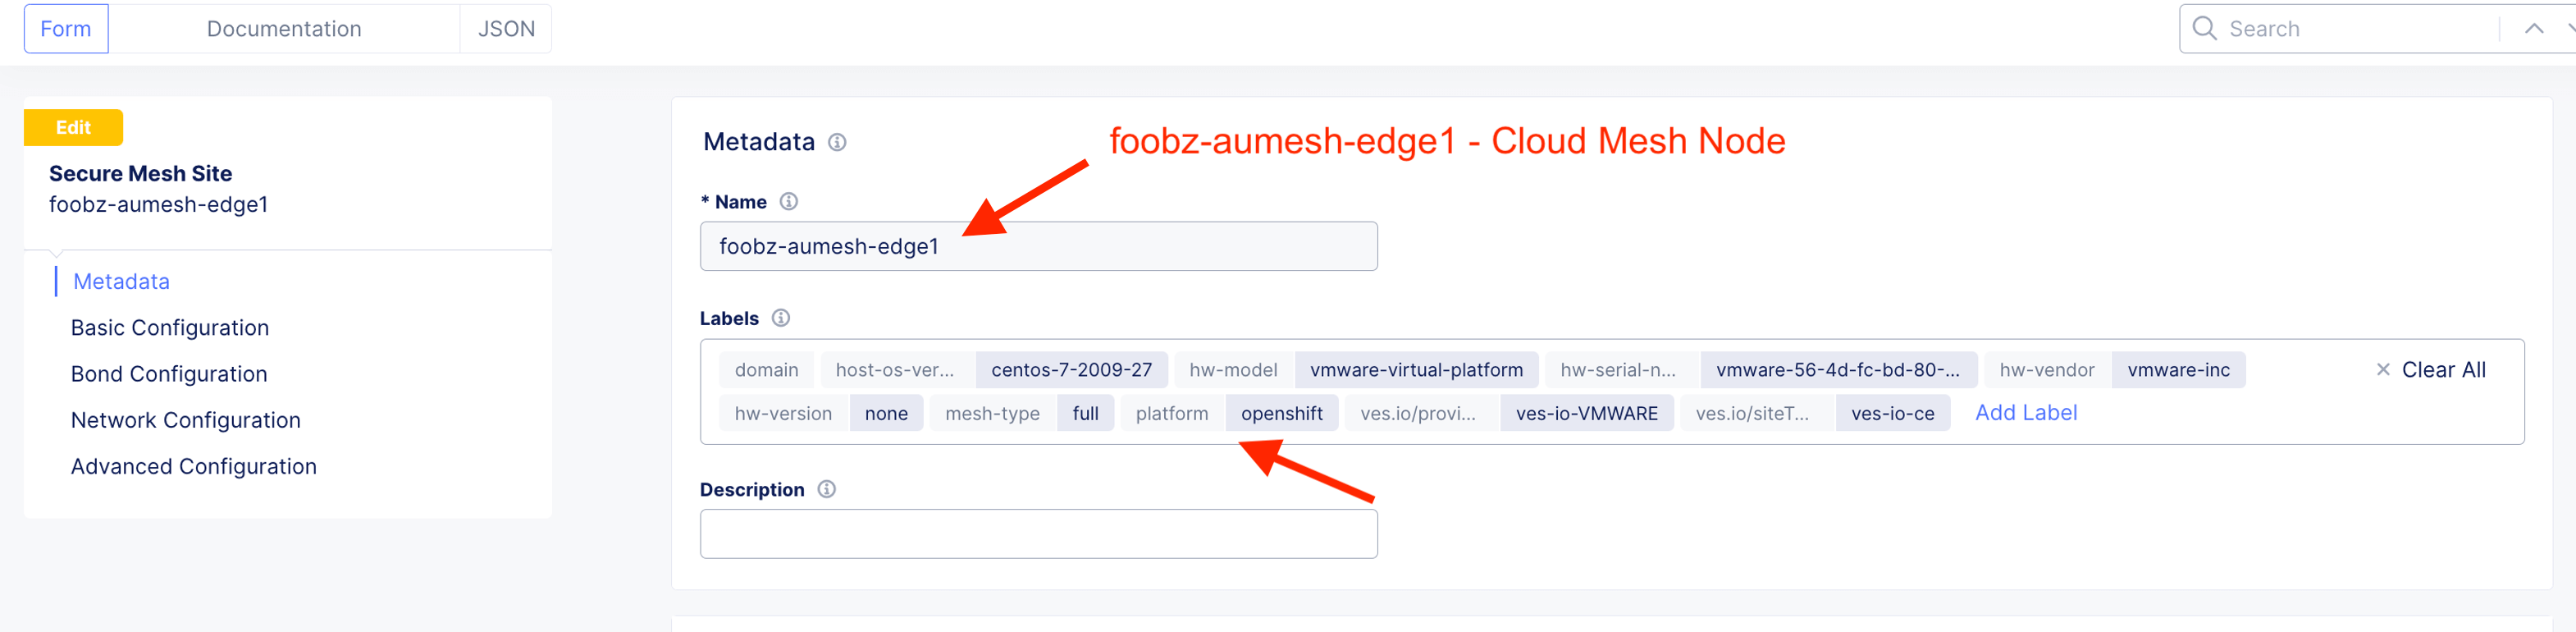 Form Documentation JSON Search
Edit
Secure Mesh Site
foobz-aumesh-edge1
Metadata
Basic Configuration
Bond Configuration
Network Configuration
Advanced Configuration
Metadata
foobz-aumesh-edge1 - Cloud Mesh Node
* Name
foobz-aumesh-edge1
Labels
domain host-os-ver... centos-7-2009-27 hw-model vmware-virtual-platform hw-serial-n... vmware-56-4d-fc-bd-80-... hw-vendor vmware-inc Clear All
hw-version none mesh-type full platform openshift ves.io/provi... ves-io-VMWARE ves.io/siteT... ves-io-ce Add Label
Description